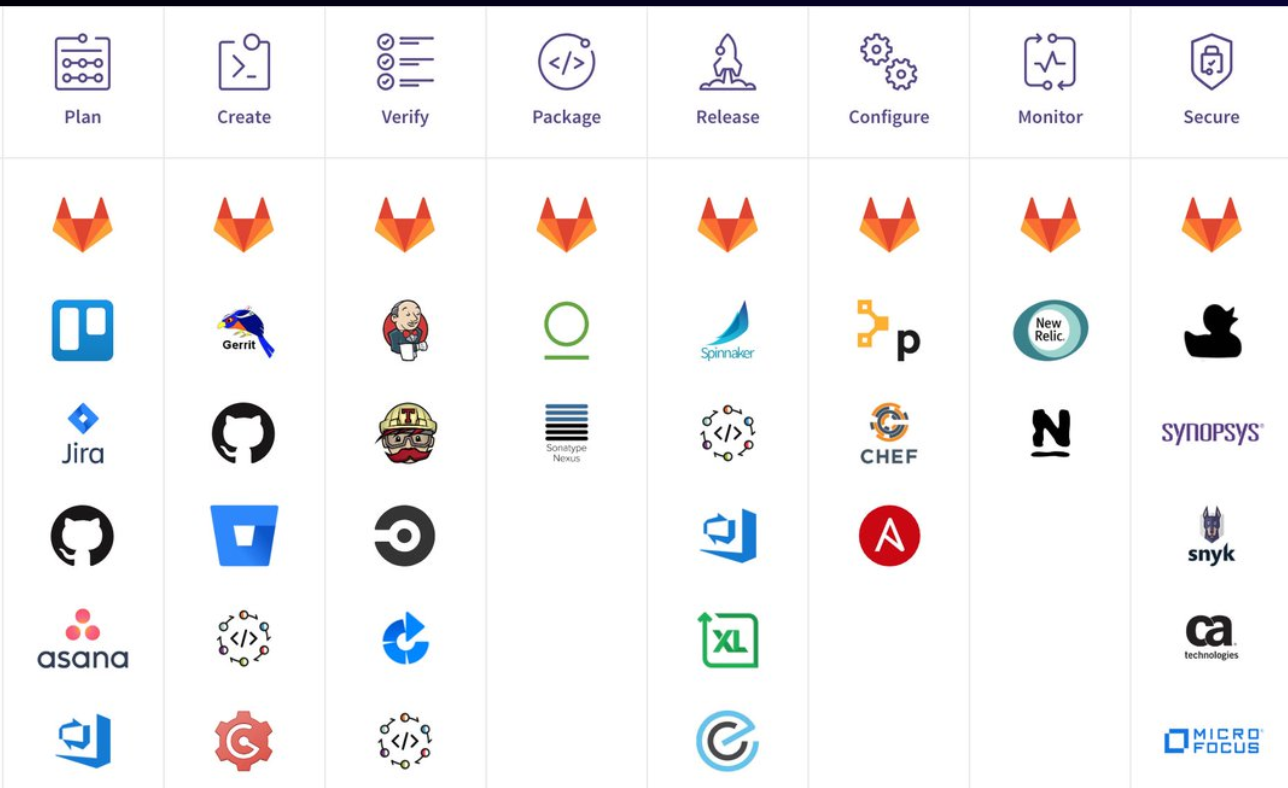 Plan Create Verify Package Release Configure Monitor Secure
Gerrit Spinnaker p New
Relic.
Jira T Sonatype
Nexus </> CHEF N SYNOPSYS®
snyk
asana </> XL ca
technologies
</> MICRO
FOCUS